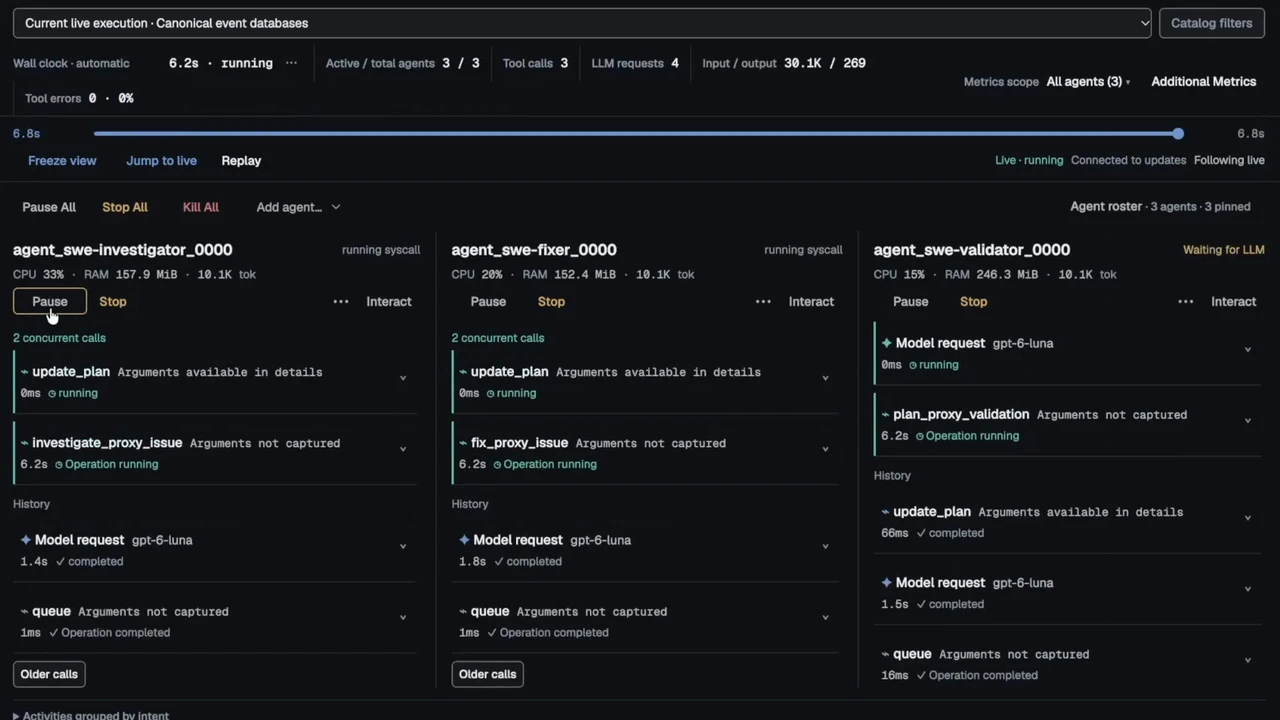 Current live execution · Canonical event databases
Catalog filters
Wall clock · automatic 6.2s · running ··· Active / total agents 3 / 3 Tool calls 3 LLM requests 4 Input / output 30.1K / 269
Metrics scope All agents (3) Additional Metrics
Tool errors 0 · 0%
6.8s 6.8s
Freeze view Jump to live Replay Live · running Connected to updates Following live
Pause All Stop All Kill All Add agent… Agent roster · 3 agents · 3 pinned
agent_swe-investigator_0000 running syscall
CPU 33% · RAM 157.9 MiB · 10.1K tok
Pause Stop ··· Interact
2 concurrent calls
update_plan Arguments available in details
0ms running
investigate_proxy_issue Arguments not captured
6.2s Operation running
History
Model request gpt-6-luna
1.4s ✓ completed
queue Arguments not captured
1ms ✓ Operation completed
Older calls
agent_swe-fixer_0000 running syscall
CPU 20% · RAM 152.4 MiB · 10.1K tok
Pause Stop ··· Interact
2 concurrent calls
update_plan Arguments available in details
0ms running
fix_proxy_issue Arguments not captured
6.2s Operation running
History
Model request gpt-6-luna
1.8s ✓ completed
queue Arguments not captured
1ms ✓ Operation completed
Older calls
agent_swe-validator_0000 Waiting for LLM
CPU 15% · RAM 246.3 MiB · 10.1K tok
Pause Stop ··· Interact
Model request gpt-6-luna
0ms running
plan_proxy_validation Arguments not captured
6.2s Operation running
History
update_plan Arguments available in details
66ms ✓ completed
Model request gpt-6-luna
1.5s ✓ completed
queue Arguments not captured
16ms ✓ Operation completed
Activities grouped by intent